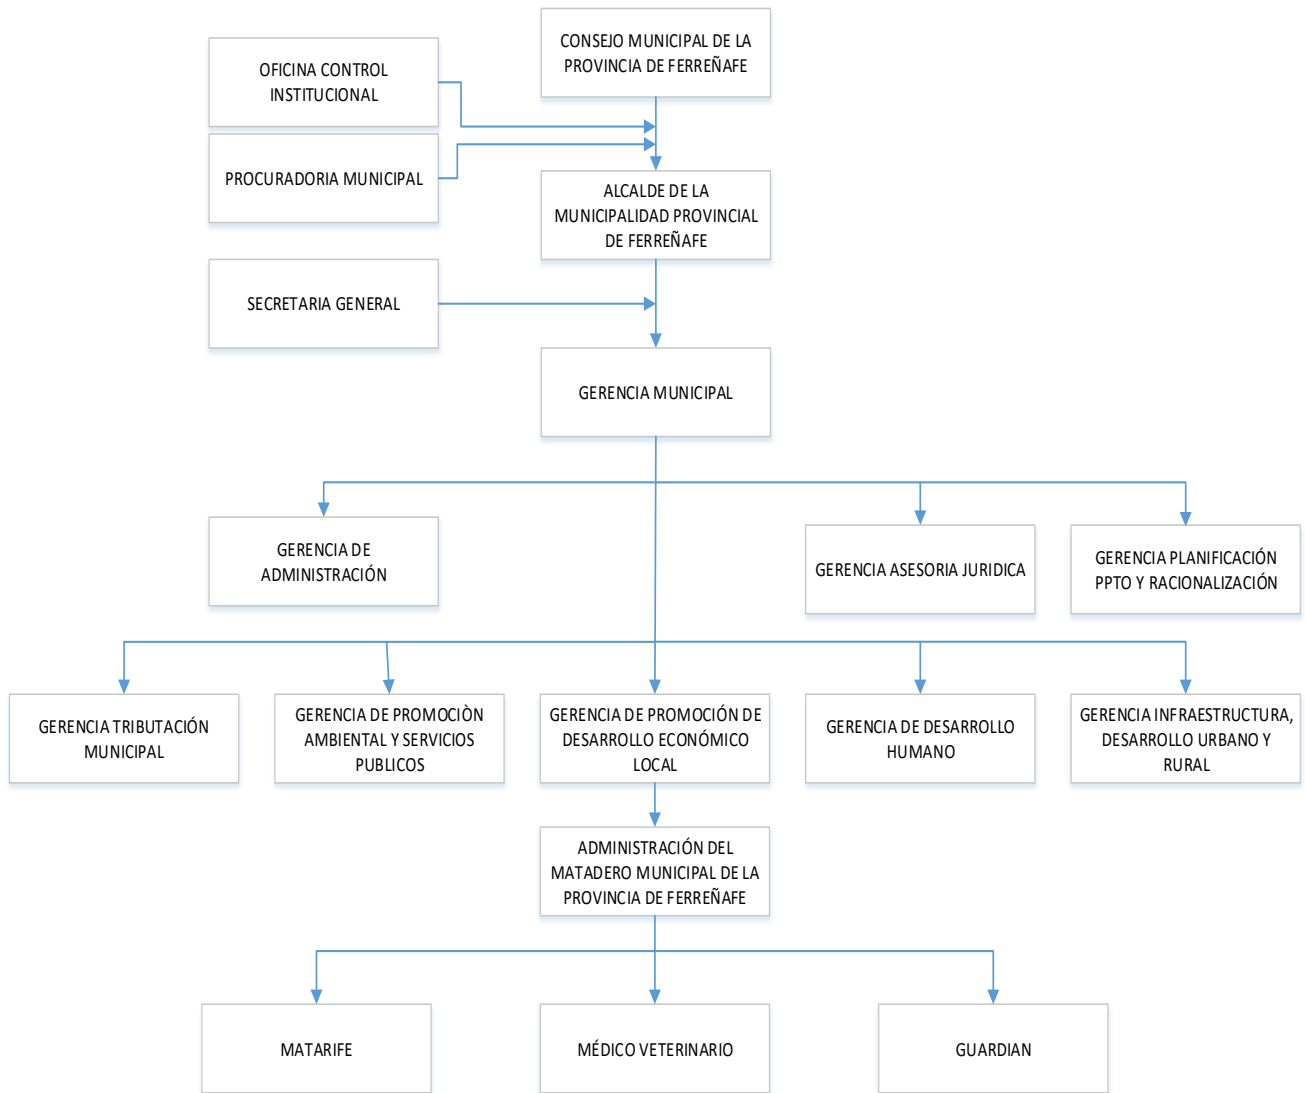 CONSEJO MUNICIPAL DE LA
PROVINCIA DE FERREÑAFE
OFICINA CONTROL
INSTITUCIONAL
PROCURADORIA MUNICIPAL
ALCALDE DE LA
MUNICIPALIDAD PROVINCIAL
DE FERREÑAFE
SECRETARIA GENERAL
GERENCIA MUNICIPAL
GERENCIA DE
ADMINISTRACIÓN
GERENCIA ASESORIA JURIDICA
GERENCIA PLANIFICACIÓN
PPTO Y RACIONALIZACIÓN
GERENCIA TRIBUTACIÓN
MUNICIPAL
GERENCIA DE PROMOCIÒN
AMBIENTAL Y SERVICIOS
PUBLICOS
GERENCIA DE PROMOCIÓN DE
DESARROLLO ECONÓMICO
LOCAL
GERENCIA DE DESARROLLO
HUMANO
GERENCIA INFRAESTRUCTURA,
DESARROLLO URBANO Y
RURAL
ADMINISTRACIÓN DEL
MATADERO MUNICIPAL DE LA
PROVINCIA DE FERREÑAFE
MATARIFE
MÉDICO VETERINARIO
GUARDIAN